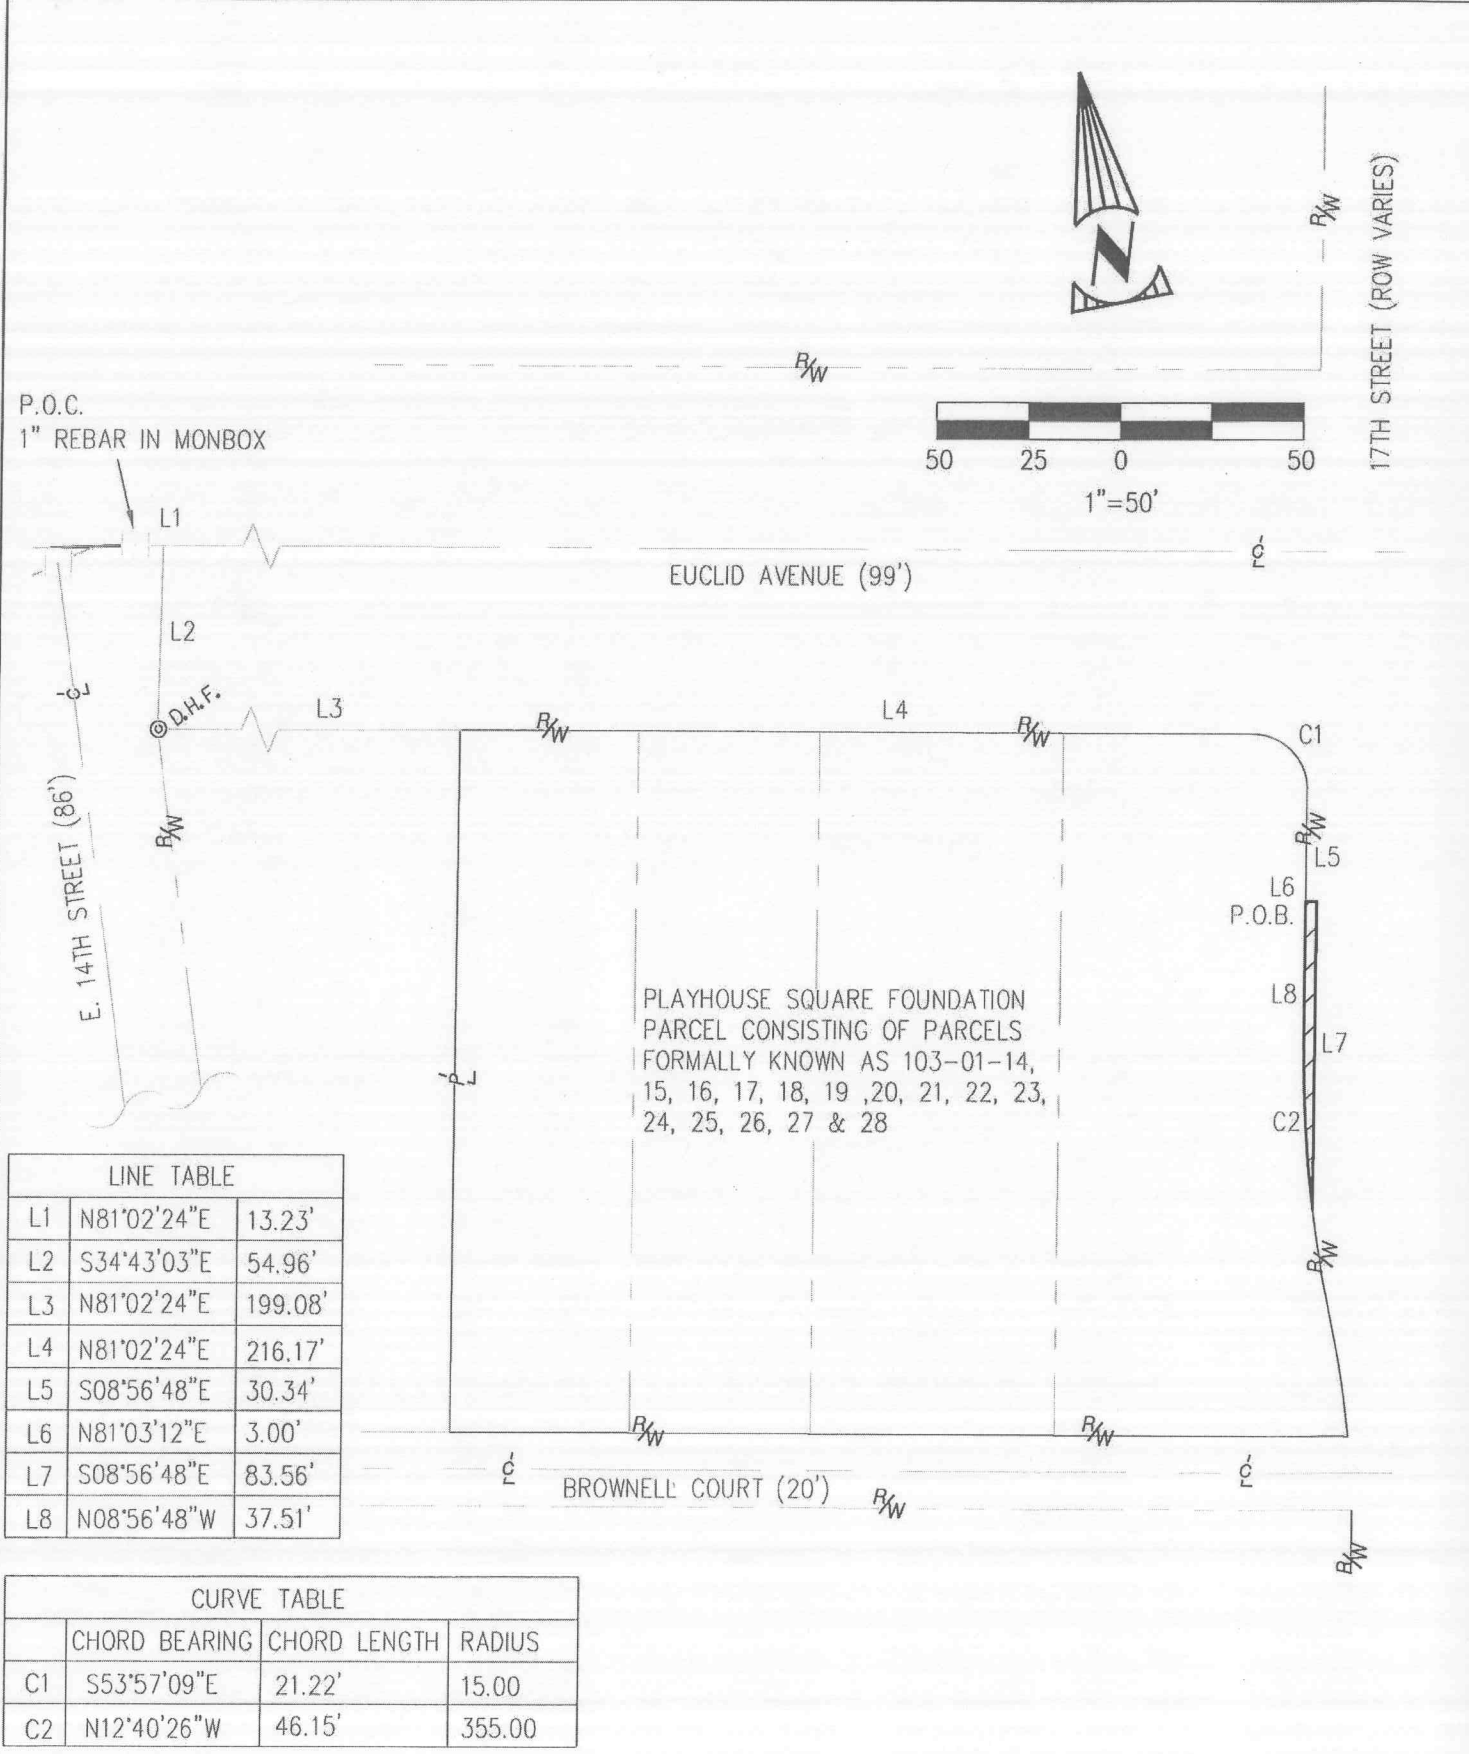 R/W
17TH STREET (ROW VARIES)
N
R/W
P.O.C.
1" REBAR IN MONBOX
50 25 0 50
1"=50'
L1
EUCLID AVENUE (99')
CL
L2
CL
D.H.F.
L3
R/W
L4
R/W
C1
E. 14TH STREET (86')
R/W
R/W
L5
L6
P.O.B.
L8
L7
C2
PLAYHOUSE SQUARE FOUNDATION
PARCEL CONSISTING OF PARCELS
FORMALLY KNOWN AS 103-01-14,
15, 16, 17, 18, 19 ,20, 21, 22, 23,
24, 25, 26, 27 & 28
PL
R/W
R/W
R/W
CL
BROWNELL COURT (20')
R/W
CL
R/W
LINE TABLE
L1 N81°02'24"E 13.23'
L2 S34°43'03"E 54.96'
L3 N81°02'24"E 199.08'
L4 N81°02'24"E 216.17'
L5 S08°56'48"E 30.34'
L6 N81°03'12"E 3.00'
L7 S08°56'48"E 83.56'
L8 N08°56'48"W 37.51'
CURVE TABLE
CHORD BEARING CHORD LENGTH RADIUS
C1 S53°57'09"E 21.22' 15.00
C2 N12°40'26"W 46.15' 355.00